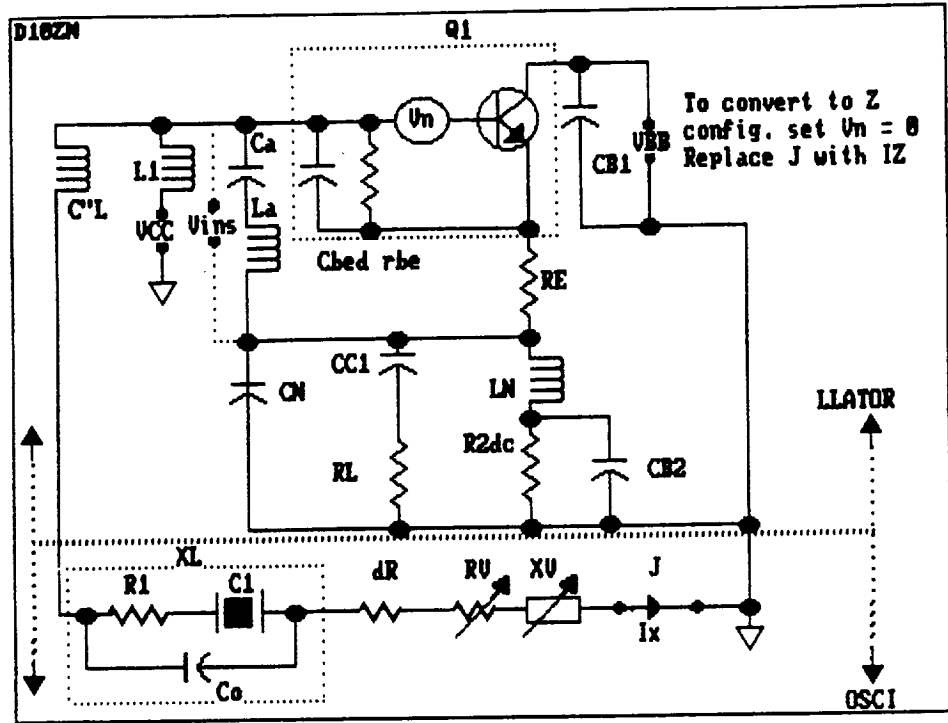 D10ZN
Q1
Vn
To convert to Z
config. set Vn = 0
Replace J with IZ
Ca
CB1
VBB
L1
C"L
La
VCC
Vins
Cbed rbe
RE
CC1
CN
LN
LLATOR
R2dc
RL
CB2
XL
R1
C1
dR
RV
XV
J
Ix
Co
OSCI